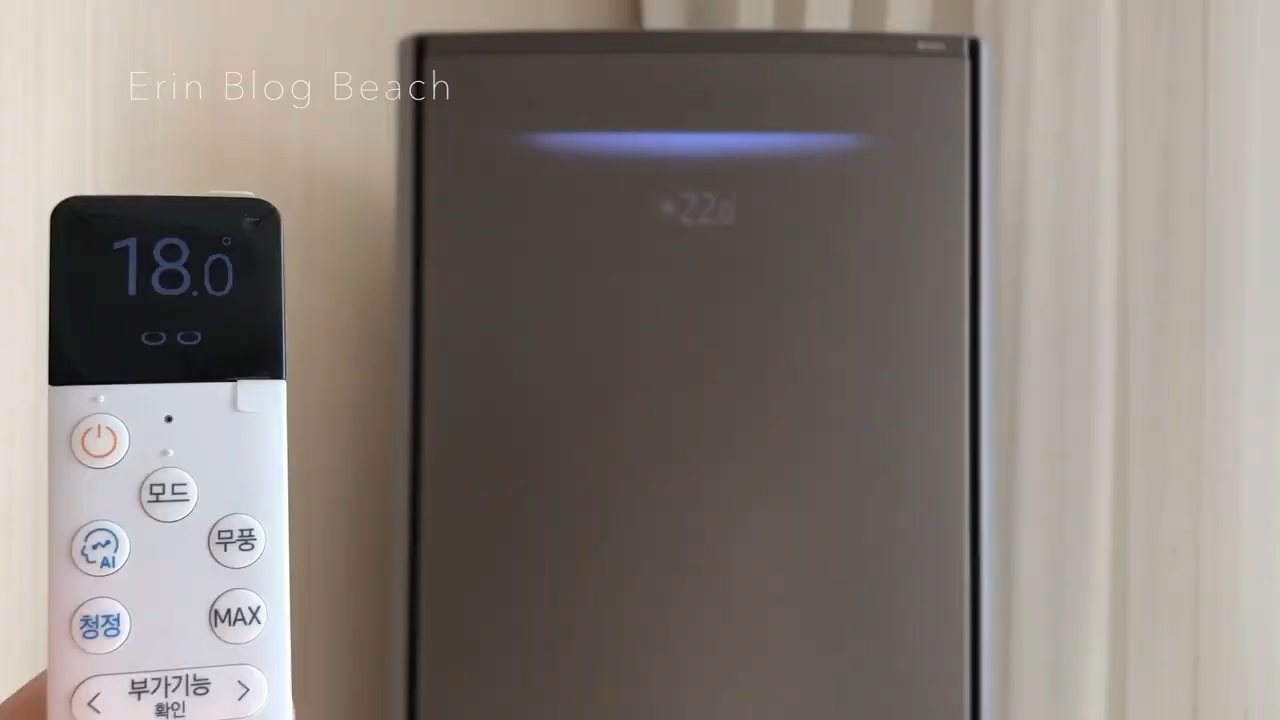 Erin Blog Beach
22
18.0°
모드
무풍
AI
청정
MAX
< 부가기능 >
확인